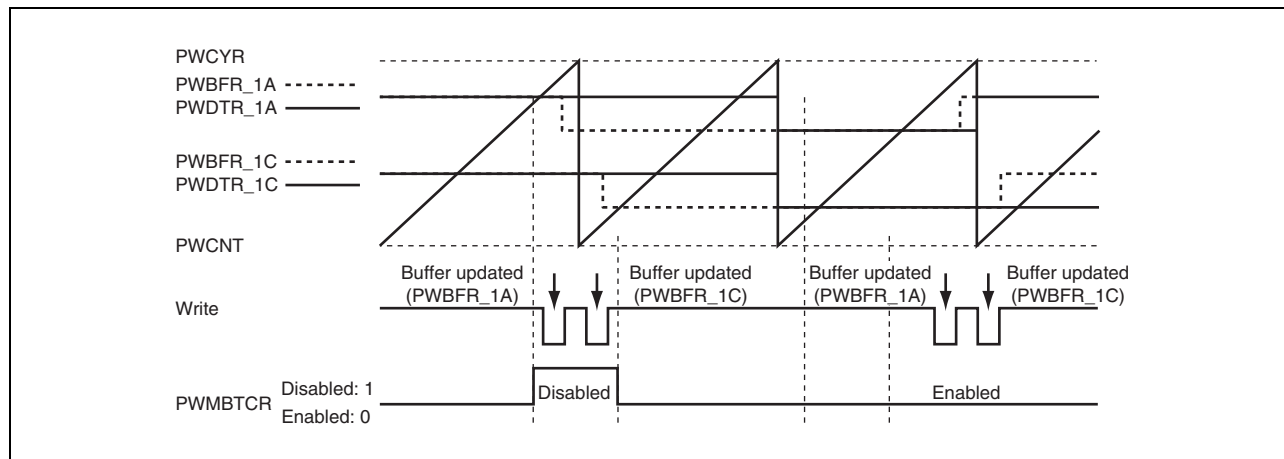 PWCYR
PWBFR_1A
PWDTR_1A
PWBFR_1C
PWDTR_1C
PWCNT
Buffer updated Buffer updated Buffer updated Buffer updated
(PWBFR_1A) (PWBFR_1C) (PWBFR_1A) (PWBFR_1C)
Write
PWMBTCR Disabled: 1 Disabled Enabled
Enabled: 0